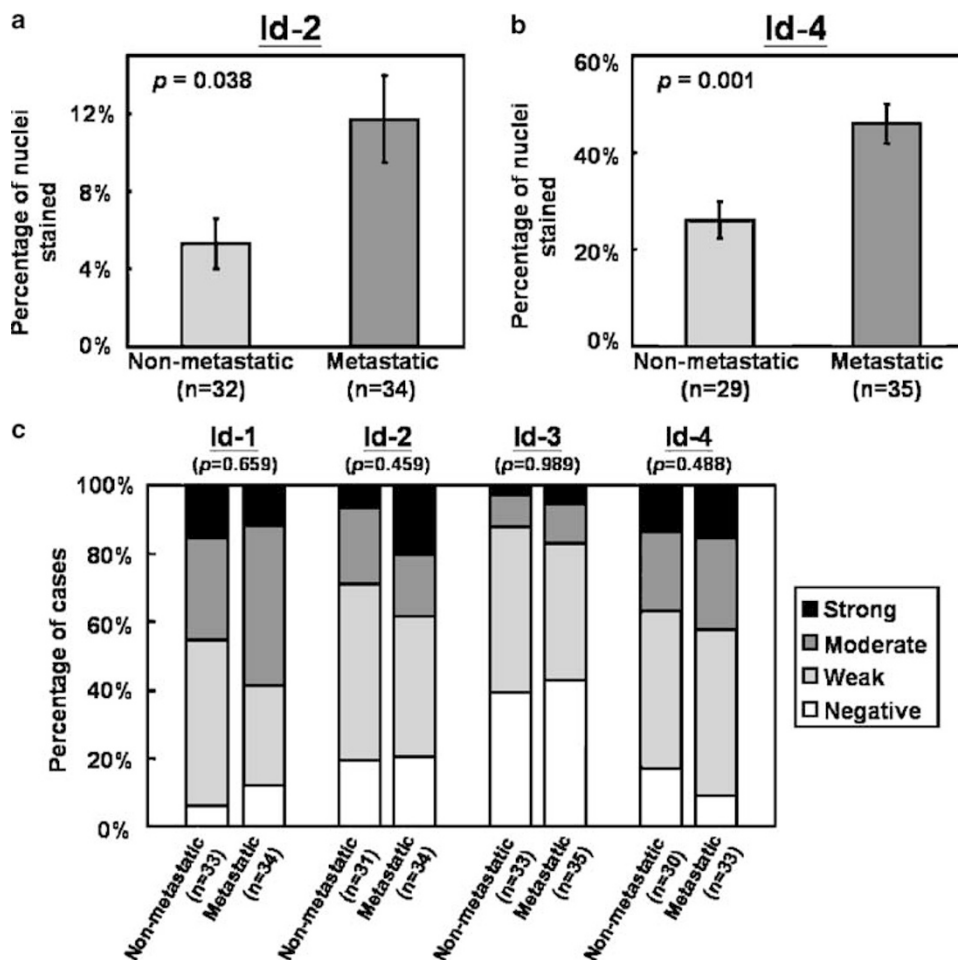 a
Id-2
p = 0.038
Percentage of nuclei
stained
12%
8%
4%
0%
Non-metastatic
(n=32)
Metastatic
(n=34)
b
Id-4
p = 0.001
Percentage of nuclei
stained
60%
40%
20%
0%
Non-metastatic
(n=29)
Metastatic
(n=35)
c
Id-1
(p=0.659)
Id-2
(p=0.459)
Id-3
(p=0.989)
Id-4
(p=0.488)
Percentage of cases
100%
80%
60%
40%
20%
0%
Non-metastatic
(n=33)
Metastatic
(n=34)
Non-metastatic
(n=31)
Metastatic
(n=34)
Non-metastatic
(n=33)
Metastatic
(n=35)
Non-metastatic
(n=30)
Metastatic
(n=33)
Strong
Moderate
Weak
Negative